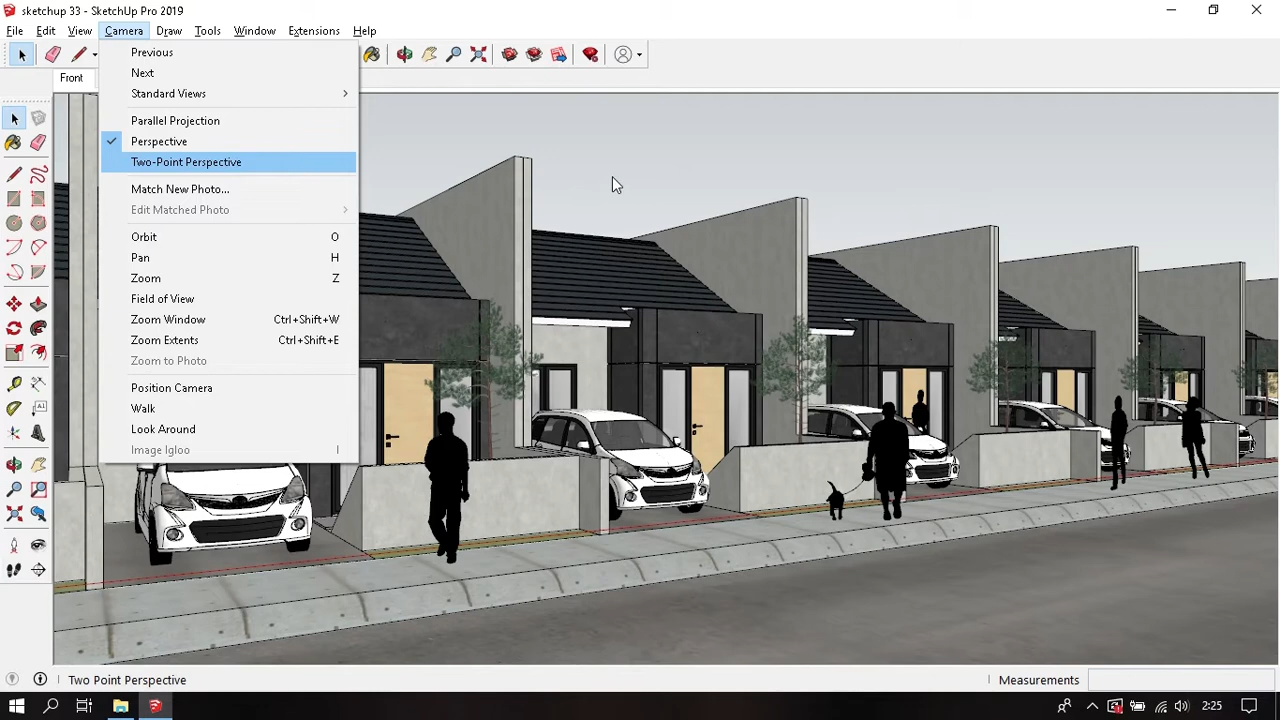 sketchup 33 - SketchUp Pro 2019
File Edit View Camera Draw Tools Window Extensions Help
Front
Previous
Next
Standard Views
Parallel Projection
Perspective
Two-Point Perspective
Match New Photo...
Edit Matched Photo
Orbit O
Pan H
Zoom Z
Field of View
Zoom Window Ctrl+Shift+W
Zoom Extents Ctrl+Shift+E
Zoom to Photo
Position Camera
Walk
Look Around
Image Igloo I
Two Point Perspective
Measurements
2:25